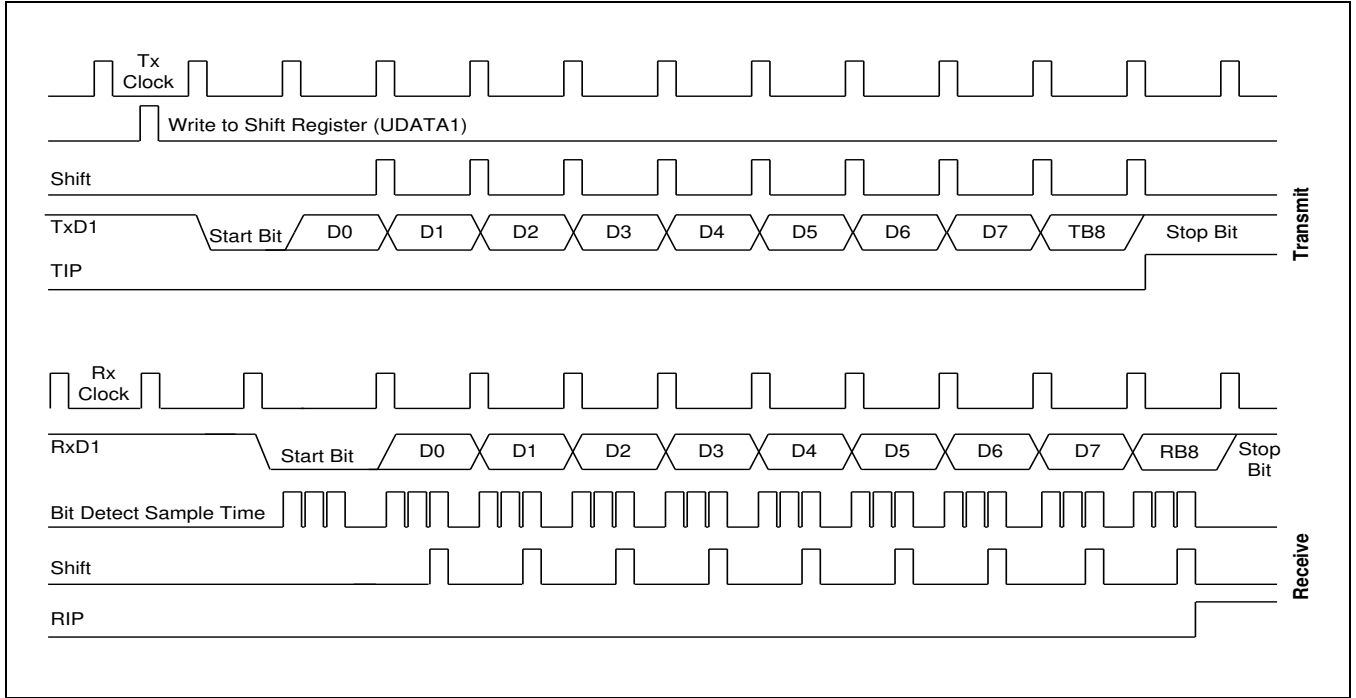 Tx
Clock
Write to Shift Register (UDATA1)
Shift
TxD1
Start Bit
D0
D1
D2
D3
D4
D5
D6
D7
TB8
Stop Bit
TIP
Transmit
Rx
Clock
RxD1
Start Bit
D0
D1
D2
D3
D4
D5
D6
D7
RB8
Stop
Bit
Bit Detect Sample Time
Shift
RIP
Receive